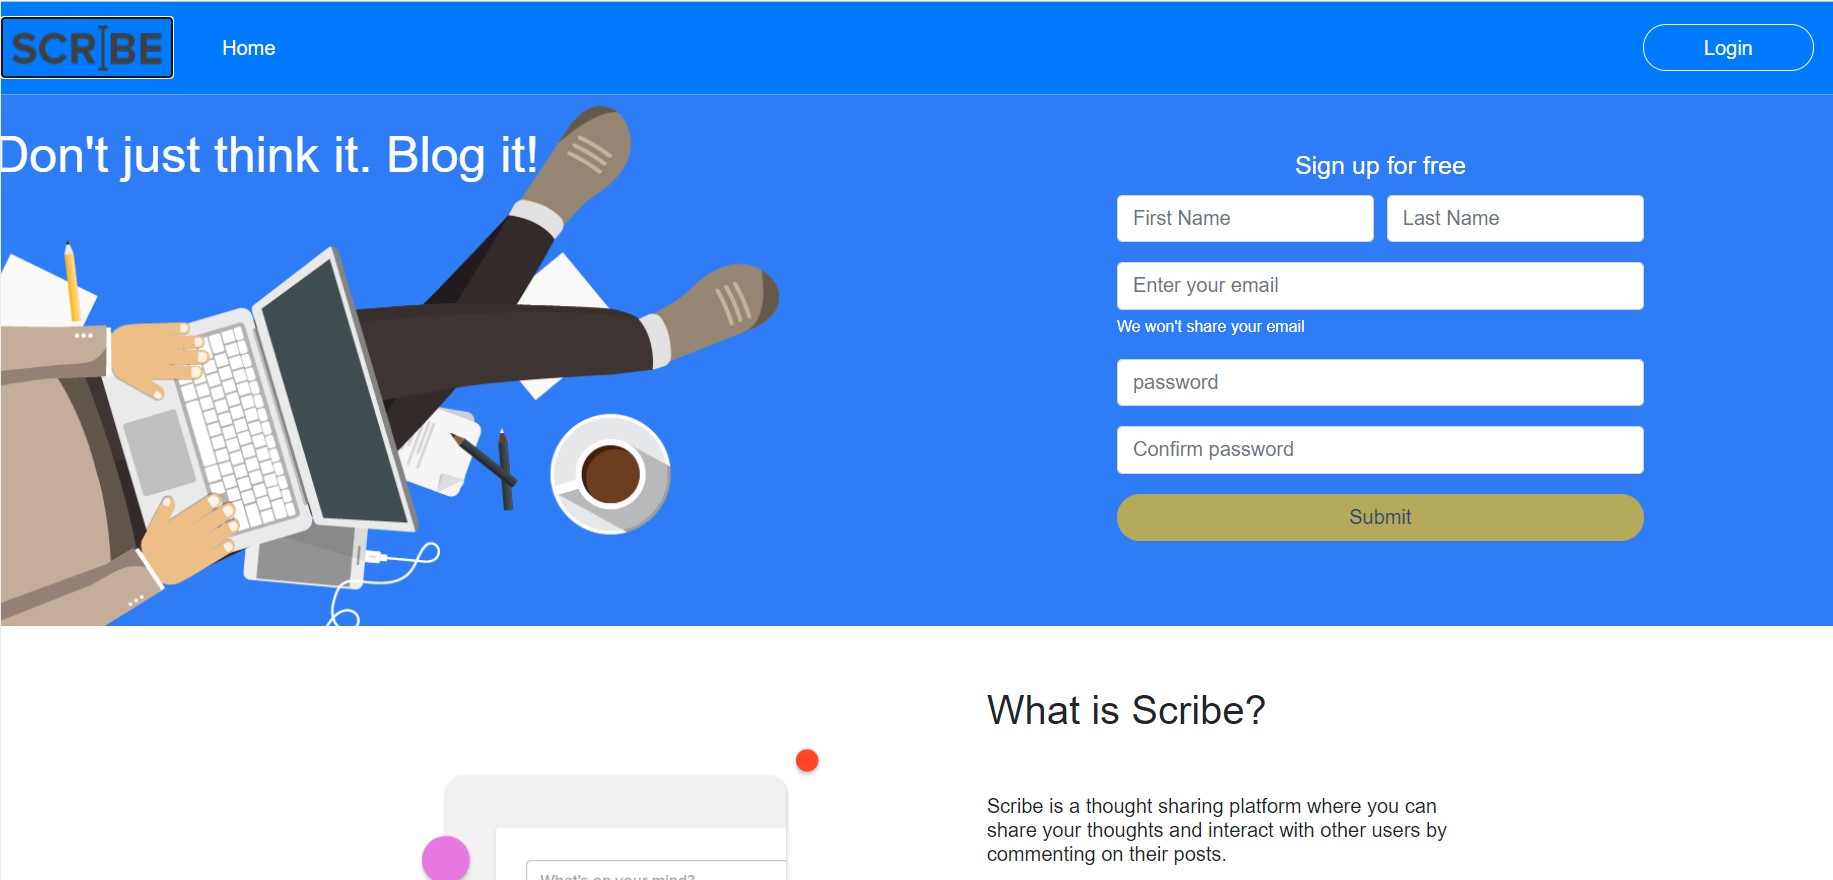 SCRIBE
Home
Login
Don't just think it. Blog it!
Sign up for free
First Name
Last Name
Enter your email
We won't share your email
password
Confirm password
Submit
What is Scribe?
Scribe is a thought sharing platform where you can
share your thoughts and interact with other users by
commenting on their posts.
What's on your mind?